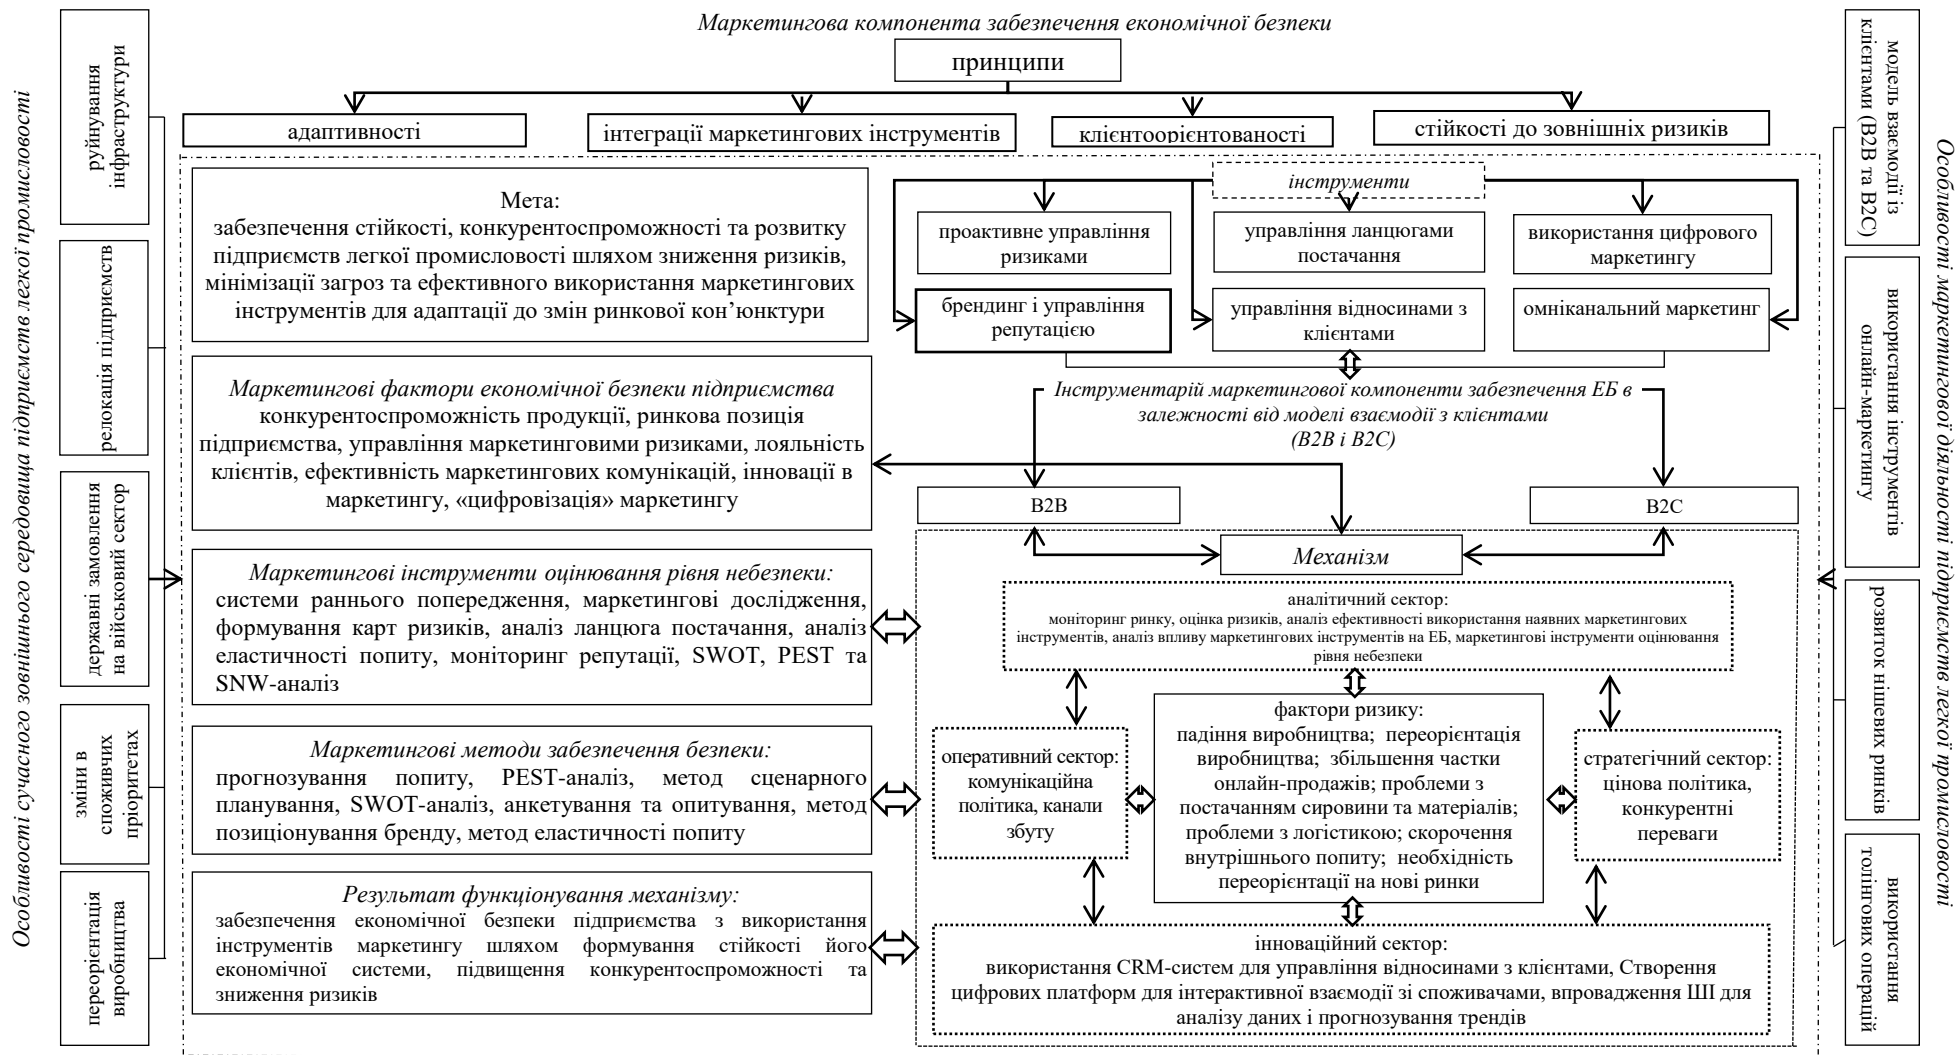 Маркетингова компонента забезпечення економічної безпеки
принципи
адаптивності
інтеграції маркетингових інструментів
клієнтоорієнтованості
стійкості до зовнішніх ризиків
Особливості сучасного зовнішнього середовища підприємств легкої промисловості
руйнування
інфраструктури
релокація підприємств
державні замовлення
на військовий сектор
зміни в
споживчих
пріоритетах
переорієнтація
виробництва
Мета:
забезпечення стійкості, конкурентоспроможності та розвитку
підприємств легкої промисловості шляхом зниження ризиків,
мінімізації загроз та ефективного використання маркетингових
інструментів для адаптації до змін ринкової кон’юнктури
Маркетингові фактори економічної безпеки підприємства
конкурентоспроможність продукції, ринкова позиція
підприємства, управління маркетинговими ризиками, лояльність
клієнтів, ефективність маркетингових комунікацій, інновації в
маркетингу, «цифровізація» маркетингу
Маркетингові інструменти оцінювання рівня небезпеки:
системи раннього попередження, маркетингові дослідження,
формування карт ризиків, аналіз ланцюга постачання, аналіз
еластичності попиту, моніторинг репутації, SWOT, PEST та
SNW-аналіз
Маркетингові методи забезпечення безпеки:
прогнозування попиту, PEST-аналіз, метод сценарного
планування, SWOT-аналіз, анкетування та опитування, метод
позиціонування бренду, метод еластичності попиту
Результат функціонування механізму:
забезпечення економічної безпеки підприємства з використання
інструментів маркетингу шляхом формування стійкості його
економічної системи, підвищення конкурентоспроможності та
зниження ризиків
інструменти
проактивне управління
ризиками
управління ланцюгами
постачання
використання цифрового
маркетингу
брендинг і управління
репутацією
управління відносинами з
клієнтами
омніканальний маркетинг
Інструментарій маркетингової компоненти забезпечення ЕБ в
залежності від моделі взаємодії з клієнтами
(B2B і B2C)
B2B
B2C
Механізм
аналітичний сектор:
моніторинг ринку, оцінка ризиків, аналіз ефективності використання наявних маркетингових
інструментів, аналіз впливу маркетингових інструментів на ЕБ, маркетингові інструменти оцінювання
рівня небезпеки
оперативний сектор:
комунікаційна
політика, канали
збуту
фактори ризику:
падіння виробництва; переорієнтація
виробництва; збільшення частки
онлайн-продажів; проблеми з
постачанням сировини та матеріалів;
проблеми з логістикою; скорочення
внутрішнього попиту; необхідність
переорієнтації на нові ринки
стратегічний сектор:
цінова політика,
конкурентні
переваги
інноваційний сектор:
використання CRM-систем для управління відносинами з клієнтами, Створення
цифрових платформ для інтерактивної взаємодії зі споживачами, впровадження ШІ для
аналізу даних і прогнозування трендів
модель взаємодії із
клієнтами (B2B та B2C)
використання інструментів
онлайн-маркетингу
розвиток нішевих ринків
використання
толінгових операцій
Особливості маркетингової діяльності підприємств легкої промисловості